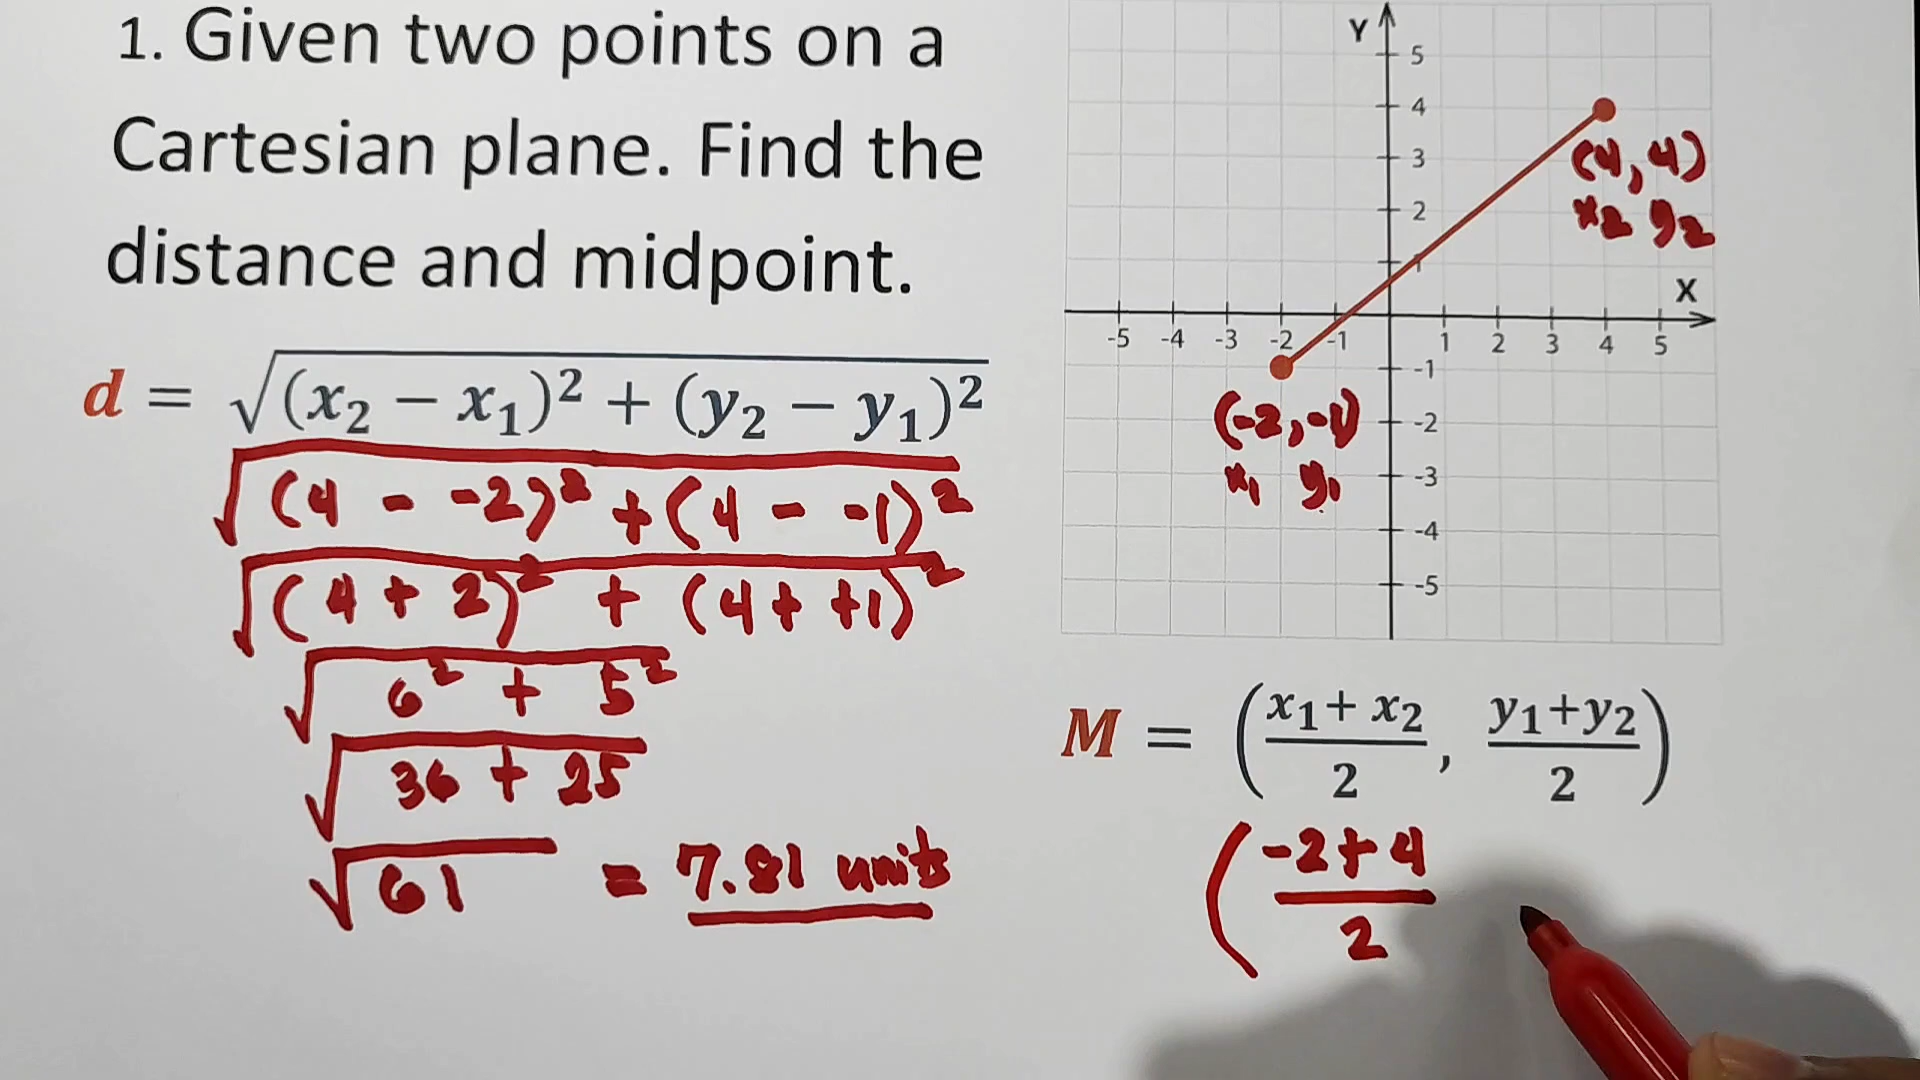 1. Given two points on a
Cartesian plane. Find the
distance and midpoint.
d = √(x₂ − x₁)² + (y₂ − y₁)²
√(4 - -2)² + (4 - -1)²
√(4 + 2)² + (4 + +1)²
√6² + 5²
√36 + 25
√61 = 7.81 units
Y
5
4
3
2
1
X
-5 -4 -3 -2 -1 1 2 3 4 5
-1
-2
-3
-4
-5
(4, 4)
x₂ y₂
(-2, -1)
x₁ y₁
M = (x₁+ x₂/2, y₁+y₂/2)
(-2+4
2